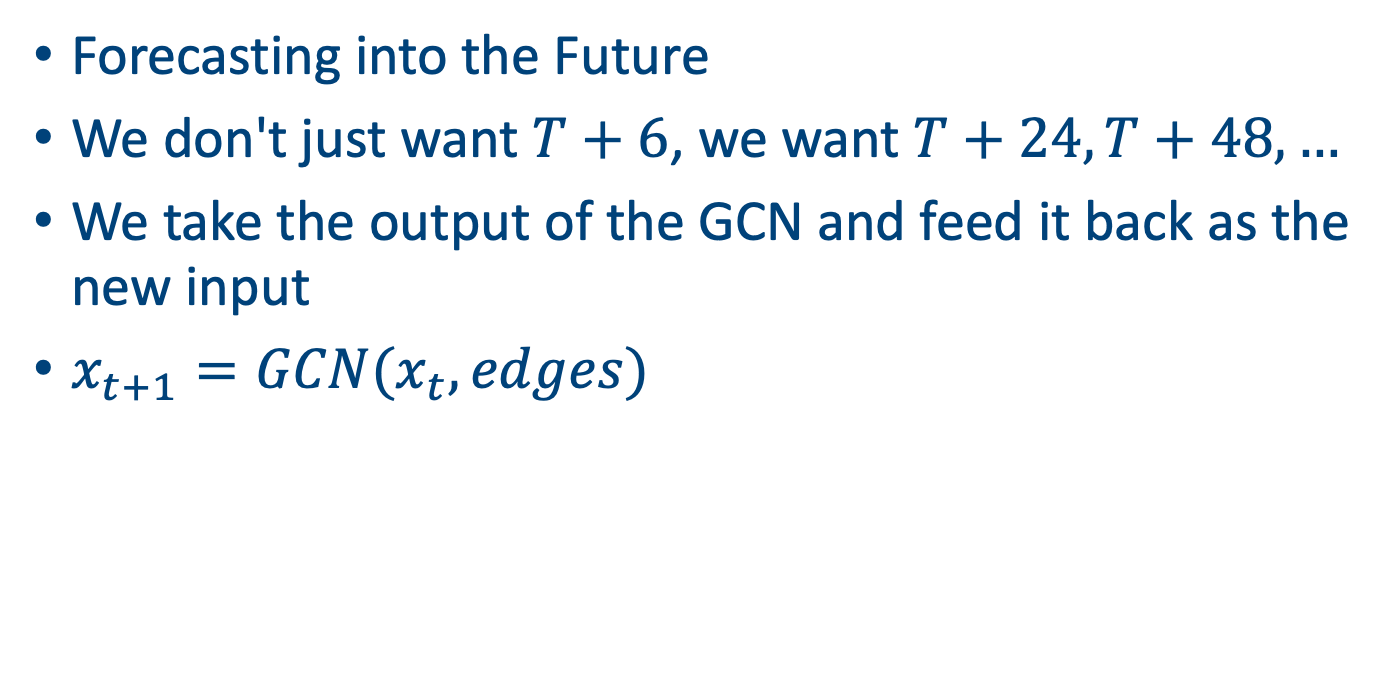 • Forecasting into the Future
• We don't just want T + 6, we want T + 24, T + 48, ...
• We take the output of the GCN and feed it back as the
new input
• x_{t+1} = GCN(x_t, edges)